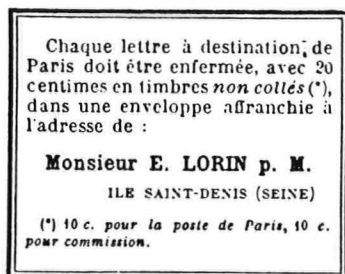 Chaque lettre à destination de
Paris doit être enfermée, avec 20
centimes en timbres non collés (*),
dans une enveloppe affranchie à
l'adresse de :
Monsieur E. LORIN p. M.
ILE SAINT-DENIS (SEINE)
(*) 10 c. pour la poste de Paris, 10 c.
pour commission.